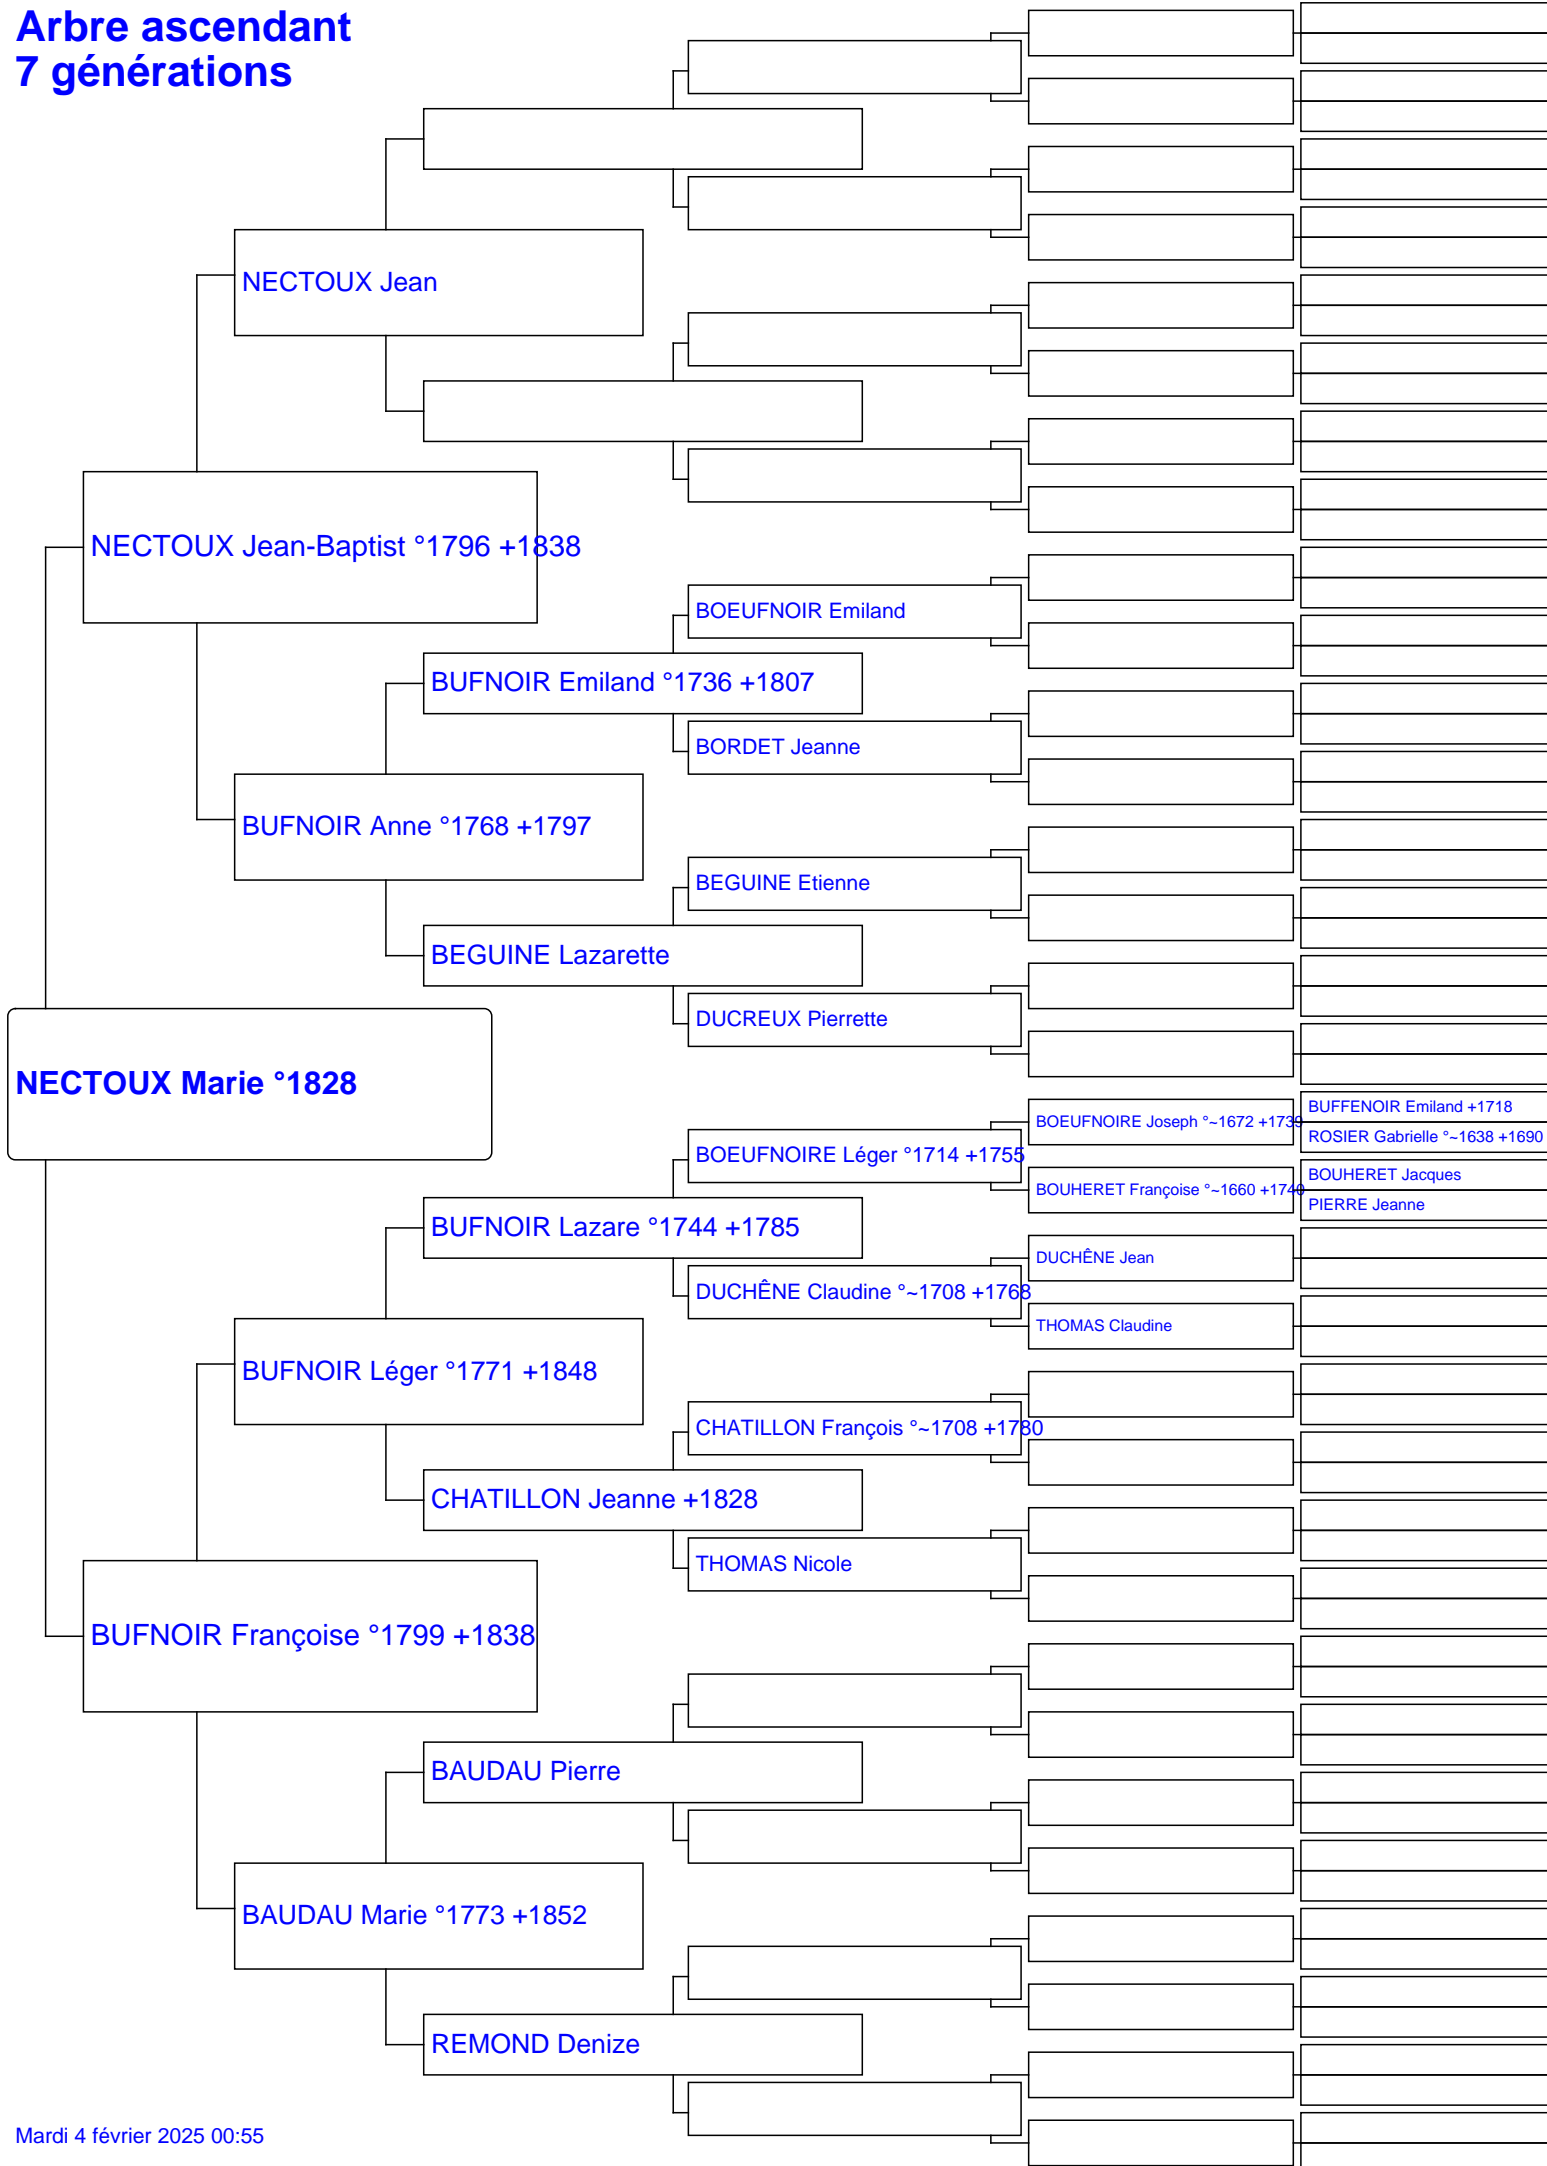 Arbre ascendant
7 générations
NECTOUX Jean
NECTOUX Jean-Baptist °1796 +1838
BOEUFNOIR Emiland
BUFNOIR Emiland °1736 +1807
BORDET Jeanne
BUFNOIR Anne °1768 +1797
BEGUINE Etienne
BEGUINE Lazarette
DUCREUX Pierrette
NECTOUX Marie °1828
BUFFENOIR Emiland +1718
BOEUFNOIRE Joseph °~1672 +1739
ROSIER Gabrielle °~1638 +1690
BOEUFNOIRE Léger °1714 +1755
BOUHERET Jacques
BOUHERET Françoise °~1660 +1740
PIERRE Jeanne
BUFNOIR Lazare °1744 +1785
DUCHÊNE Jean
DUCHÊNE Claudine °~1708 +1768
THOMAS Claudine
BUFNOIR Léger °1771 +1848
CHATILLON François °~1708 +1780
CHATILLON Jeanne +1828
THOMAS Nicole
BUFNOIR Françoise °1799 +1838
BAUDAU Pierre
BAUDAU Marie °1773 +1852
REMOND Denize
Mardi 4 février 2025 00:55